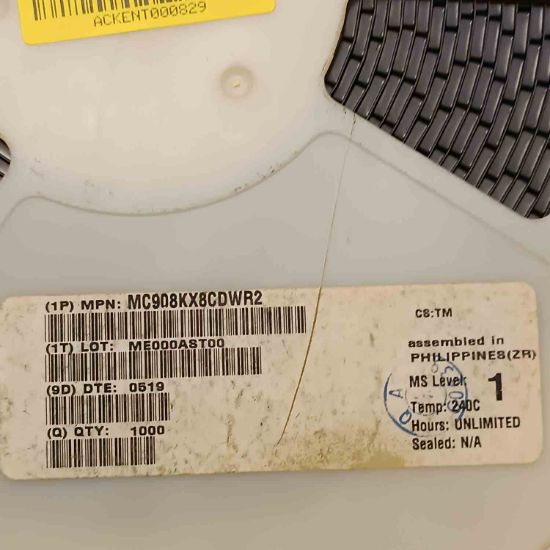 ACKENT000829
(1P) MPN: MC908KX8CDWR2
(1T) LOT: ME000AST00
(9D) DTE: 0519
(Q) QTY: 1000
CS:TM
assembled in
PHILIPPINES(ZR)
MS Level: 1
Temp: 240C
Hours: UNLIMITED
Sealed: N/A
Q A